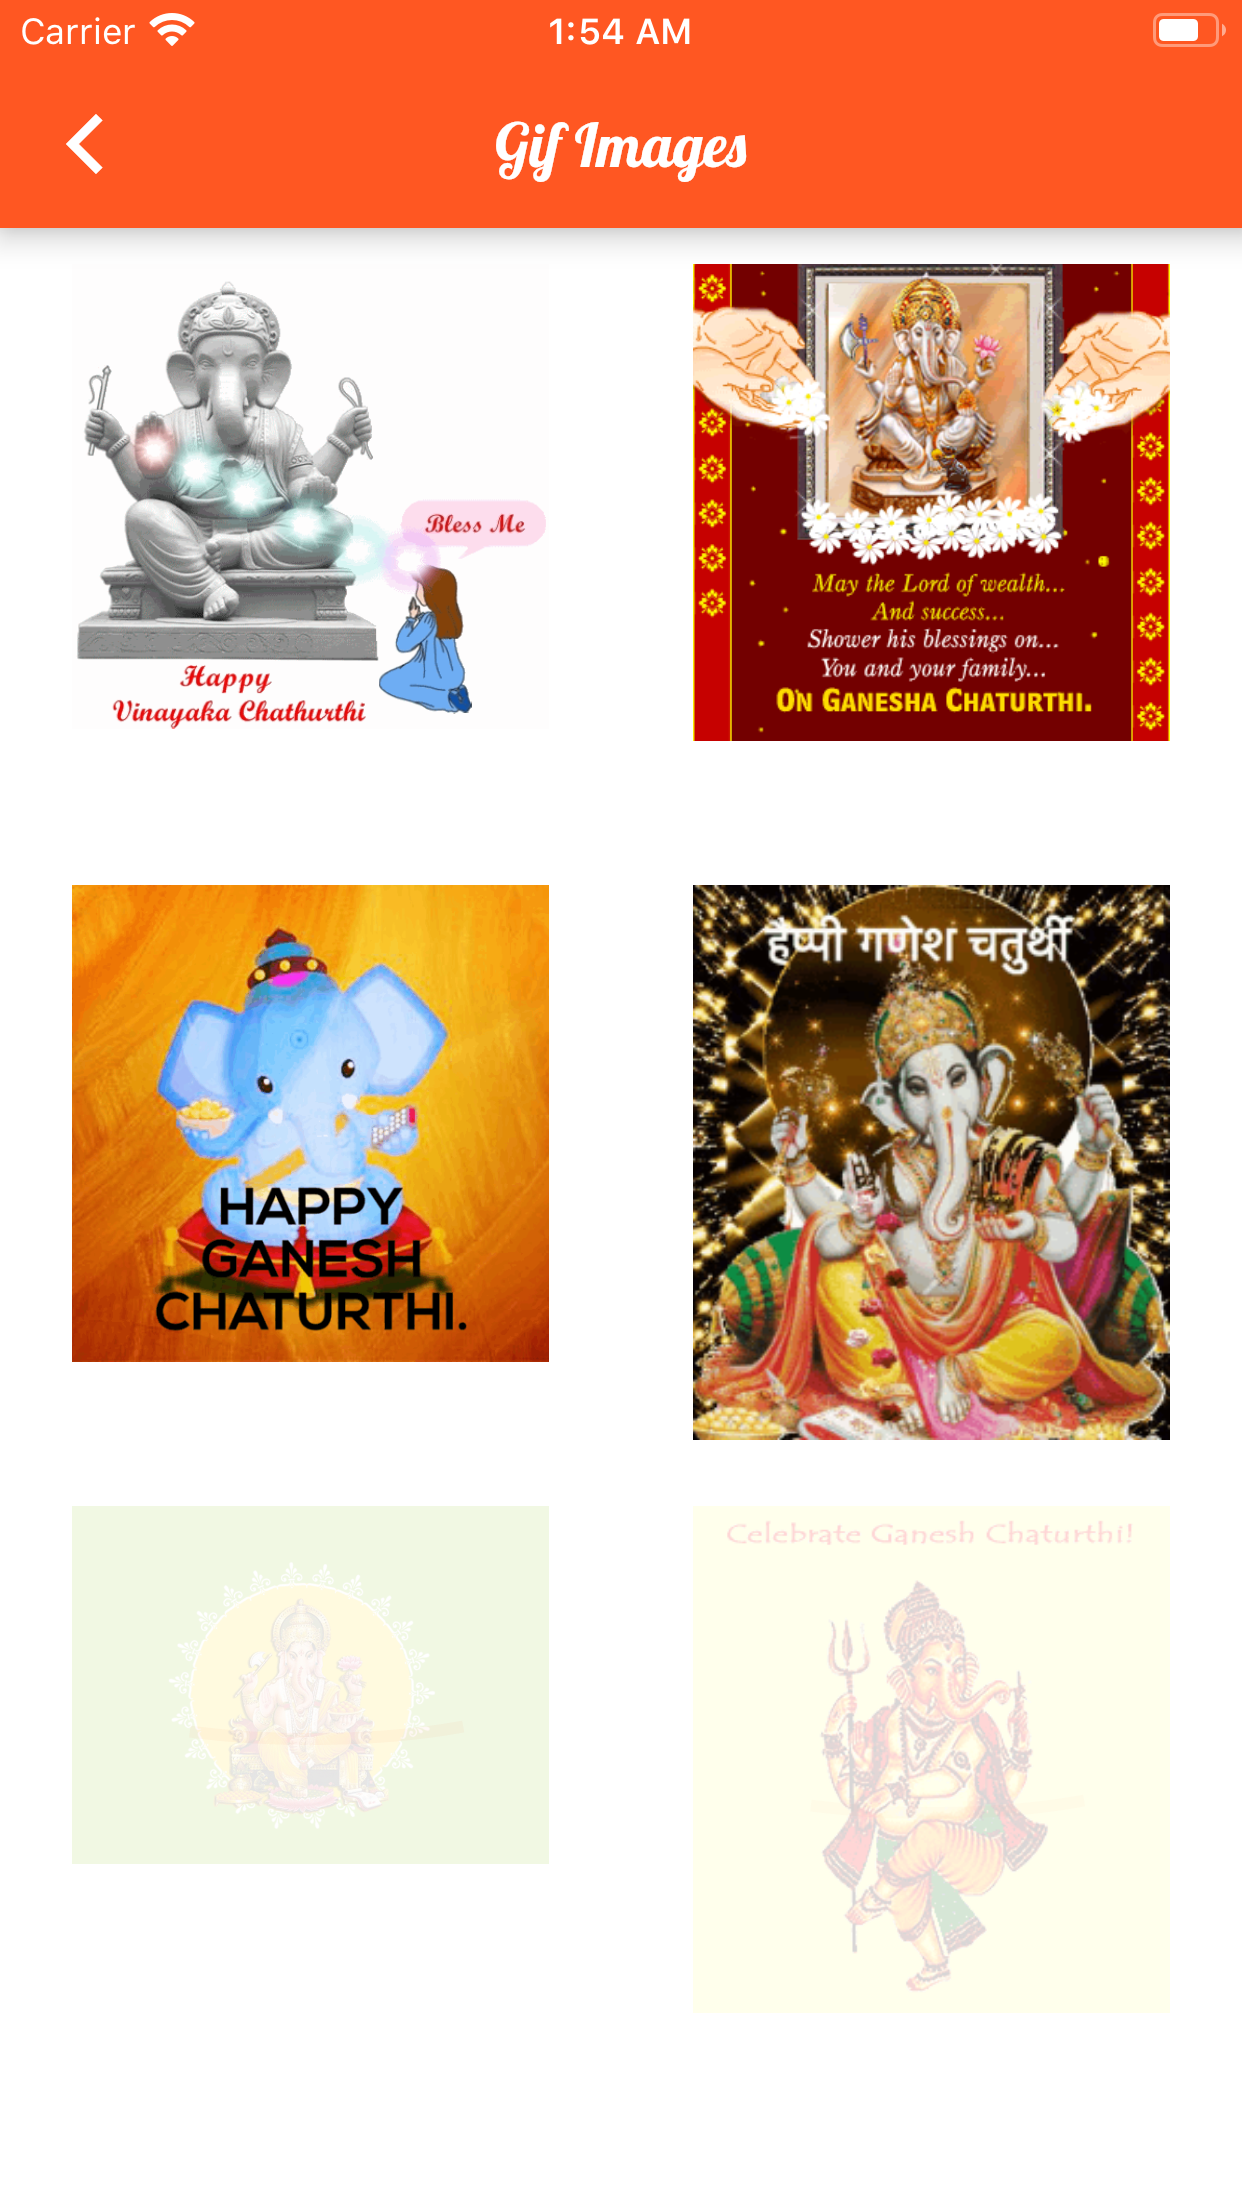 Carrier
1:54 AM
Gif Images
Bless Me
Happy
Vinayaka Chathurthi
May the Lord of wealth...
And success...
Shower his blessings on...
You and your family...
ON GANESHA CHATURTHI.
HAPPY
GANESH
CHATURTHI.
हैप्पी गणेश चतुर्थी
Celebrate Ganesh Chaturthi!